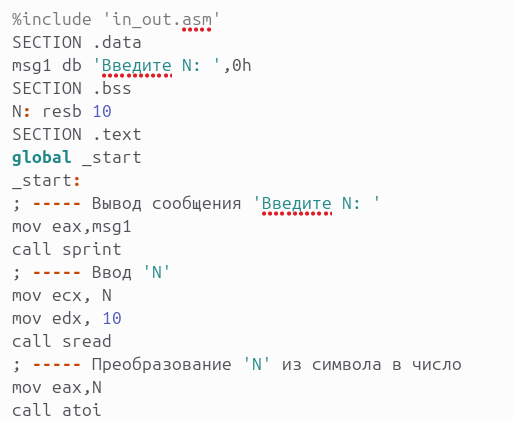 %include 'in_out.asm'
SECTION .data
msg1 db 'Введите N: ',0h
SECTION .bss
N: resb 10
SECTION .text
global _start
_start:
; ----- Вывод сообщения 'Введите N: '
mov eax,msg1
call sprint
; ----- Ввод 'N'
mov ecx, N
mov edx, 10
call sread
; ----- Преобразование 'N' из символа в число
mov eax,N
call atoi